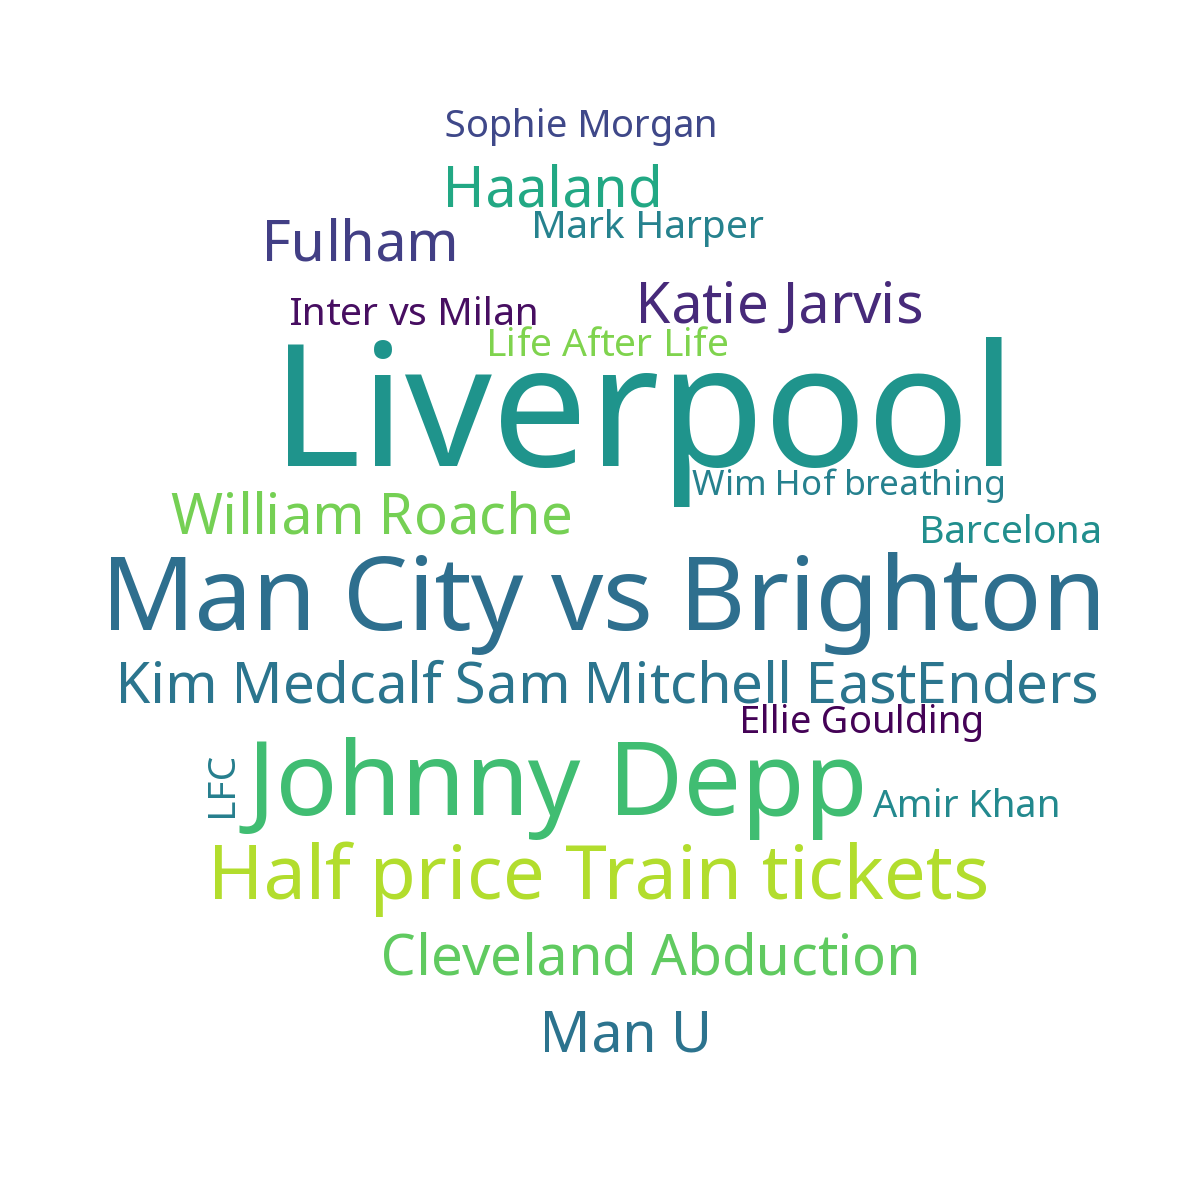 Sophie Morgan
Haaland
Mark Harper
Fulham
Katie Jarvis
Inter vs Milan
Life After Life
Liverpool
Wim Hof breathing
William Roache
Barcelona
Man City vs Brighton
Kim Medcalf Sam Mitchell EastEnders
Ellie Goulding
LFC
Johnny Depp
Amir Khan
Half price Train tickets
Cleveland Abduction
Man U